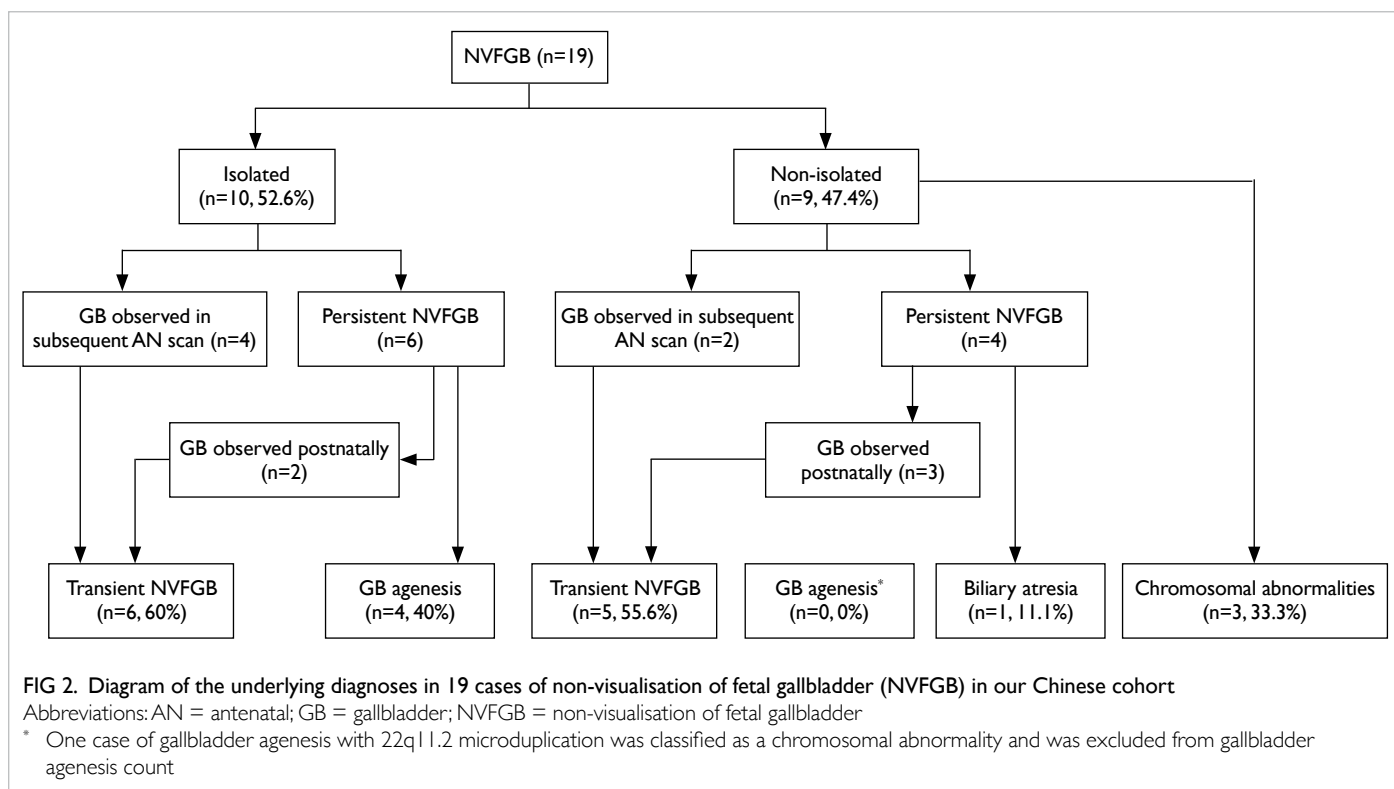 NVFGB (n=19)
Isolated
(n=10, 52.6%)
Non-isolated
(n=9, 47.4%)
GB observed in
subsequent AN scan (n=4)
Persistent NVFGB
(n=6)
GB observed in subsequent
AN scan (n=2)
Persistent NVFGB
(n=4)
GB observed postnatally
(n=2)
GB observed
postnatally (n=3)
Transient NVFGB
(n=6, 60%)
GB agenesis
(n=4, 40%)
Transient NVFGB
(n=5, 55.6%)
GB agenesis*
(n=0, 0%)
Biliary atresia
(n=1, 11.1%)
Chromosomal abnormalities
(n=3, 33.3%)
FIG 2. Diagram of the underlying diagnoses in 19 cases of non-visualisation of fetal gallbladder (NVFGB) in our Chinese cohort
Abbreviations: AN = antenatal; GB = gallbladder; NVFGB = non-visualisation of fetal gallbladder
* One case of gallbladder agenesis with 22q11.2 microduplication was classified as a chromosomal abnormality and was excluded from gallbladder
agenesis count